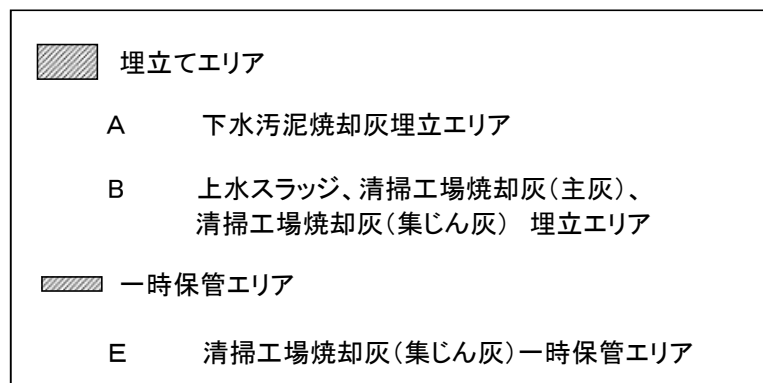 埋立てエリア
A　下水汚泥焼却灰埋立エリア
B　上水スラッジ、清掃工場焼却灰(主灰)、
清掃工場焼却灰(集じん灰)　埋立エリア
一時保管エリア
E　清掃工場焼却灰(集じん灰)一時保管エリア